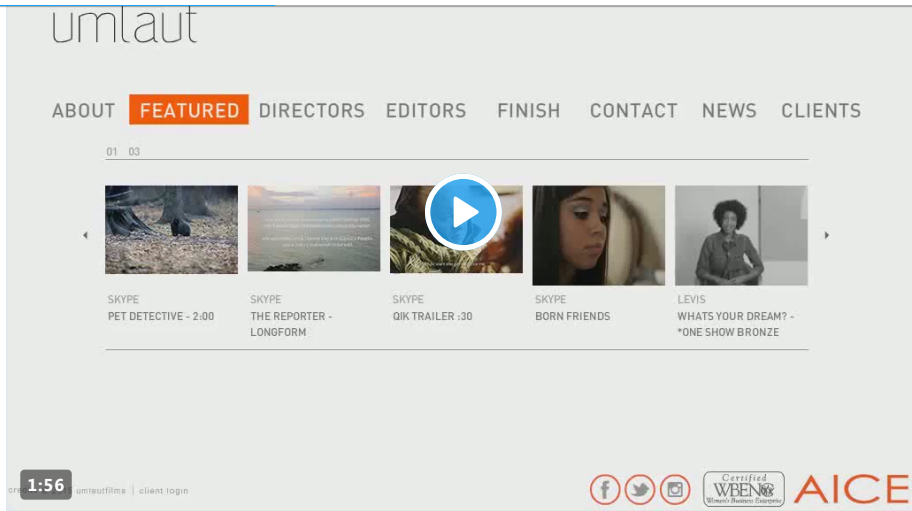 umlaut
ABOUT FEATURED DIRECTORS EDITORS FINISH CONTACT NEWS CLIENTS
01 03
SKYPE
PET DETECTIVE - 2:00
SKYPE
THE REPORTER -
LONGFORM
SKYPE
QIK TRAILER :30
SKYPE
BORN FRIENDS
LEVIS
WHATS YOUR DREAM? -
*ONE SHOW BRONZE
1:56
client login
Certified
WBENC
Women's Business Enterprise
AICE